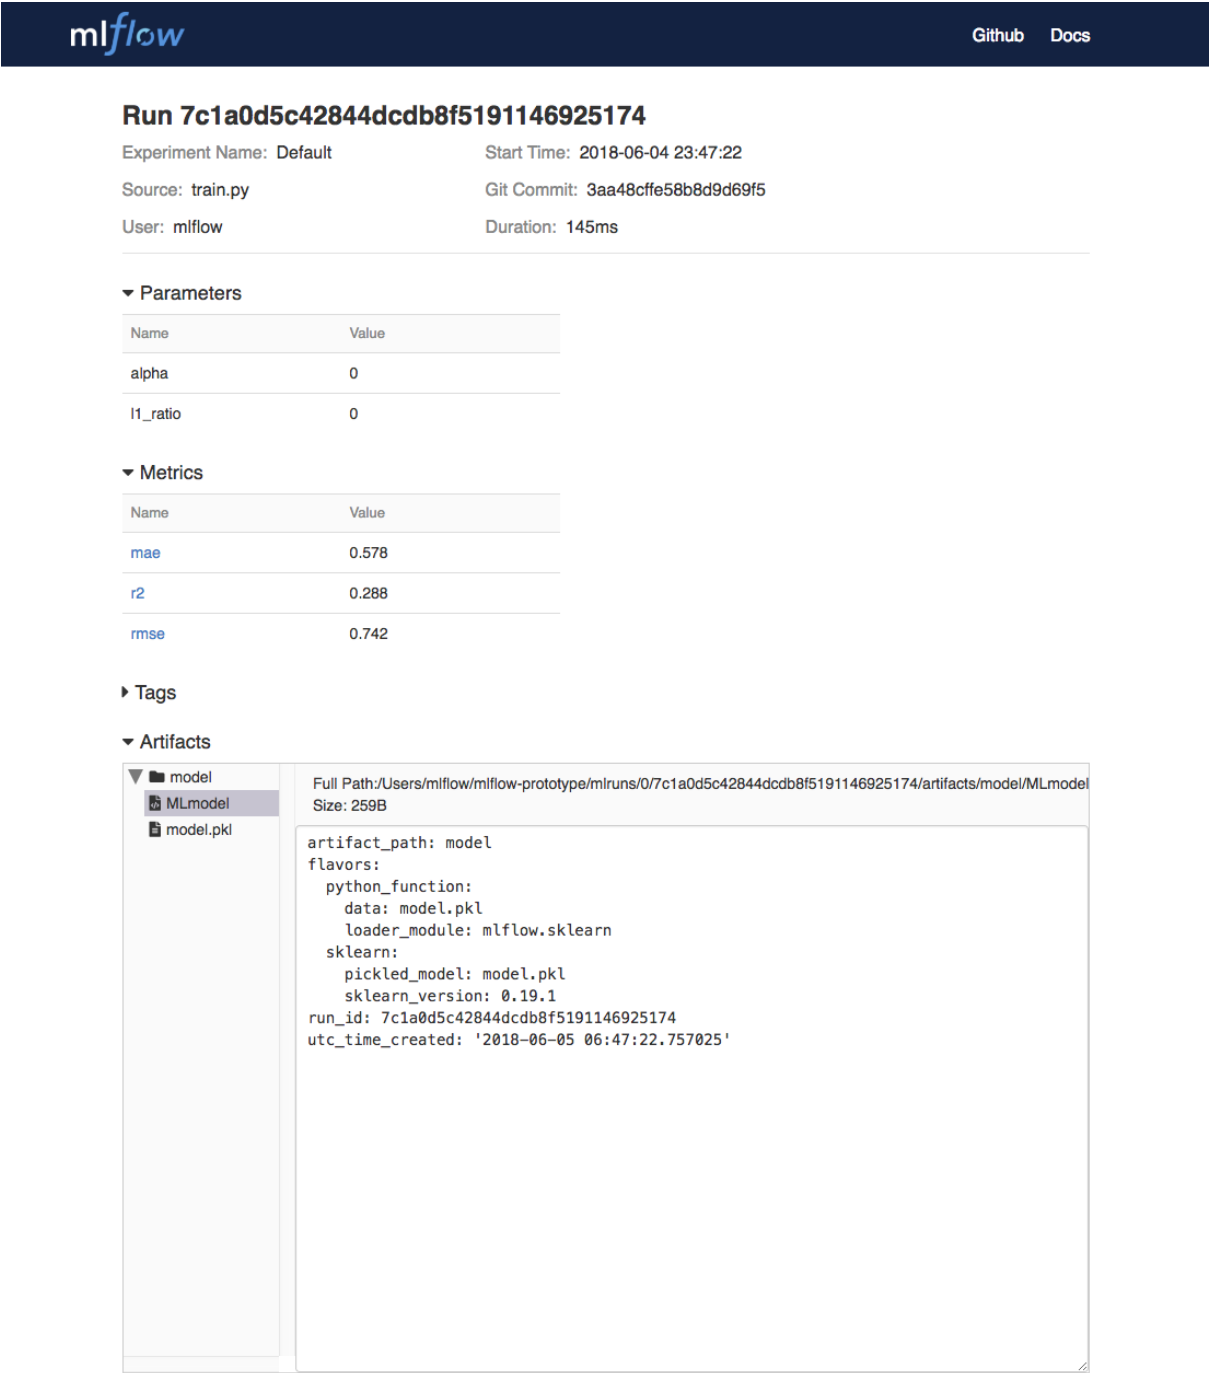 mlflow Github Docs
Run 7c1a0d5c42844dcdb8f5191146925174
Experiment Name: Default Start Time: 2018-06-04 23:47:22
Source: train.py Git Commit: 3aa48cffe58b8d9d69f5
User: mlflow Duration: 145ms
Parameters
Name Value
alpha 0
l1_ratio 0
Metrics
Name Value
mae 0.578
r2 0.288
rmse 0.742
Tags
Artifacts
model
MLmodel
model.pkl
Full Path:/Users/mlflow/mlflow-prototype/mlruns/0/7c1a0d5c42844dcdb8f5191146925174/artifacts/model/MLmodel
Size: 259B
artifact_path: model
flavors:
  python_function:
    data: model.pkl
    loader_module: mlflow.sklearn
  sklearn:
    pickled_model: model.pkl
    sklearn_version: 0.19.1
run_id: 7c1a0d5c42844dcdb8f5191146925174
utc_time_created: '2018-06-05 06:47:22.757025'